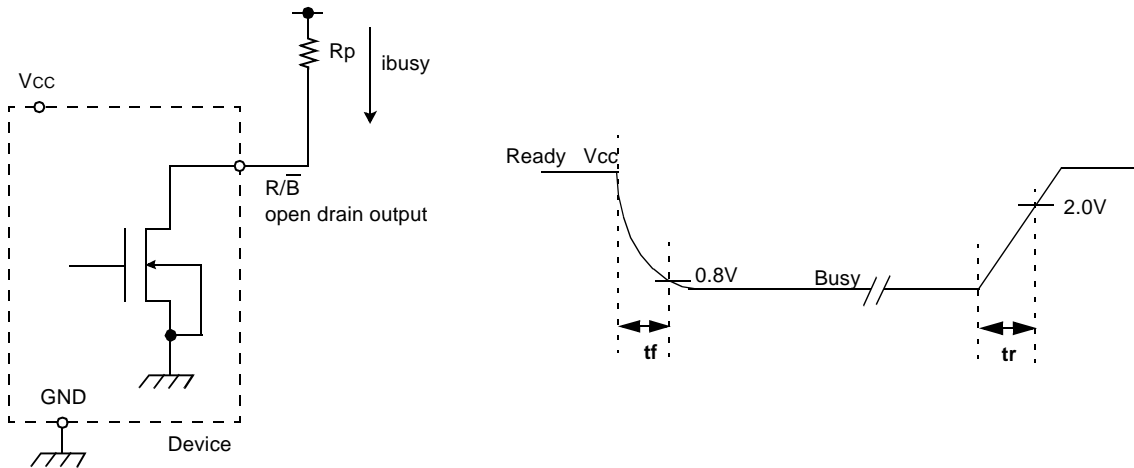 Rp
ibusy
Vcc
R/B̅
open drain output
GND
Device
Ready Vcc
2.0V
0.8V
Busy
tf
tr